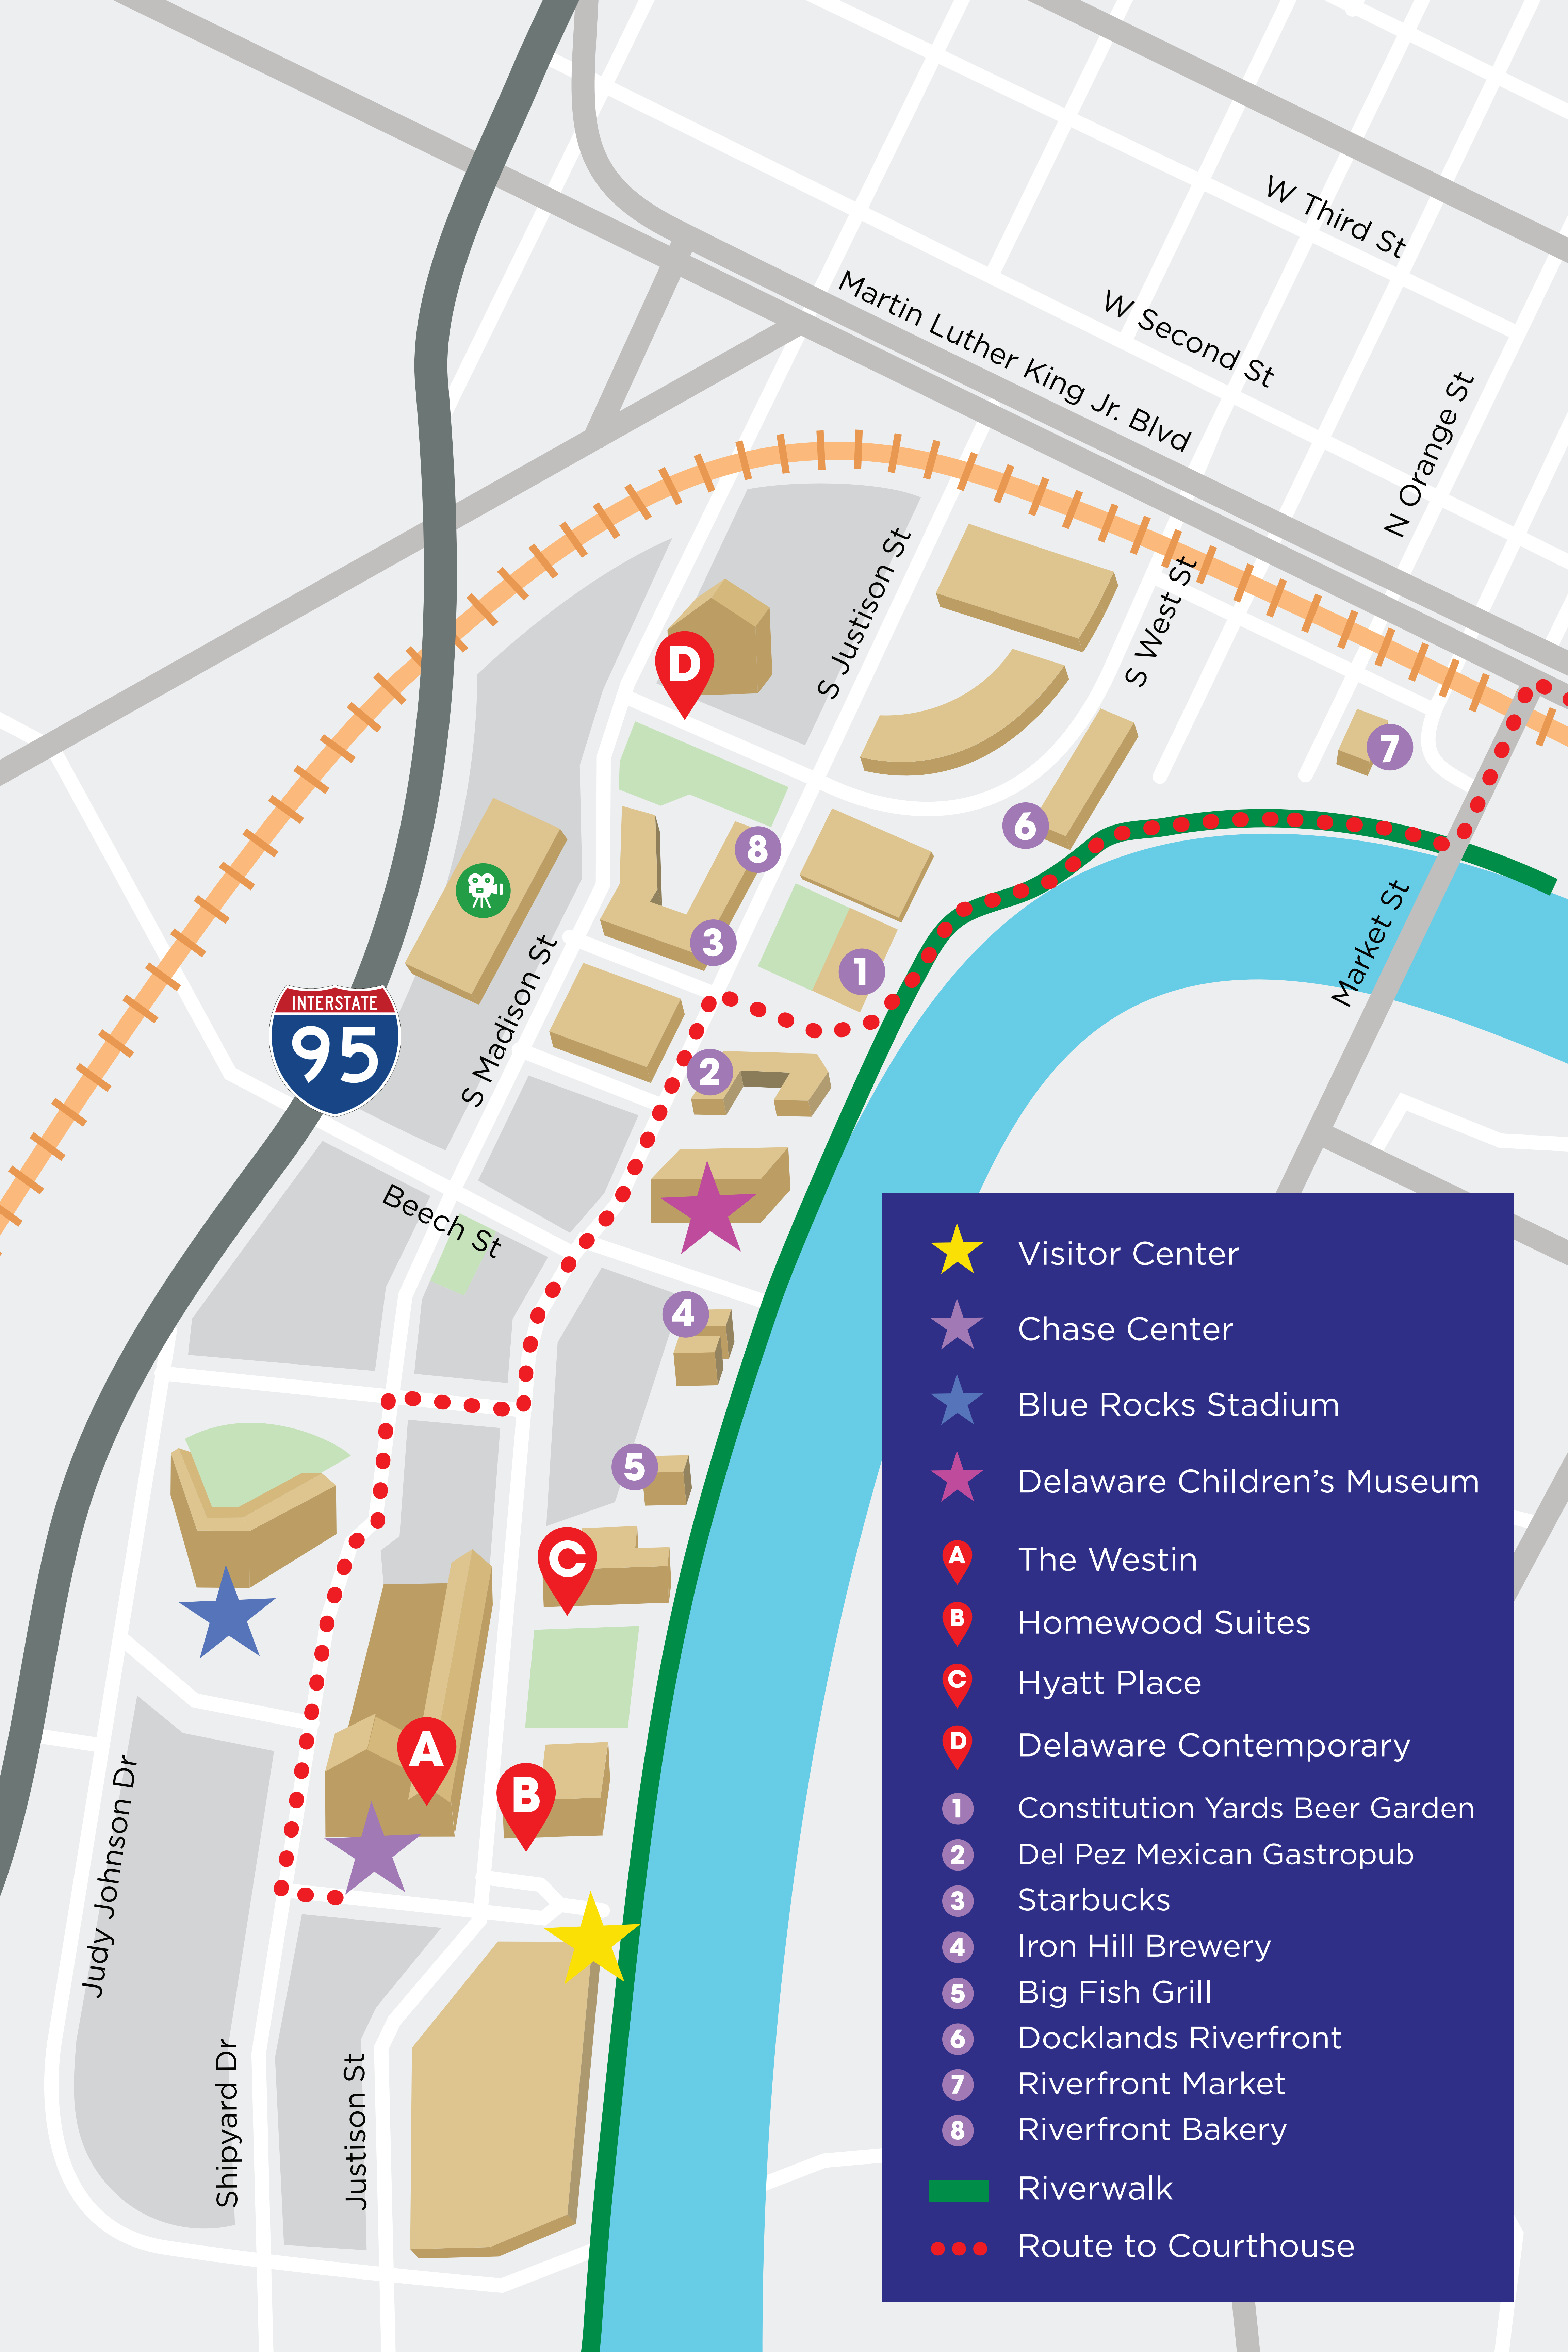 W Third St
W Second St
Martin Luther King Jr. Blvd
N Orange St
S Justison St
S West St
D
7
6
8
3
1
Market St
S Madison St
INTERSTATE
95
2
Beech St
4
5
C
A
B
Judy Johnson Dr
Shipyard Dr
Justison St
Visitor Center
Chase Center
Blue Rocks Stadium
Delaware Children’s Museum
A The Westin
B Homewood Suites
C Hyatt Place
D Delaware Contemporary
1 Constitution Yards Beer Garden
2 Del Pez Mexican Gastropub
3 Starbucks
4 Iron Hill Brewery
5 Big Fish Grill
6 Docklands Riverfront
7 Riverfront Market
8 Riverfront Bakery
Riverwalk
Route to Courthouse